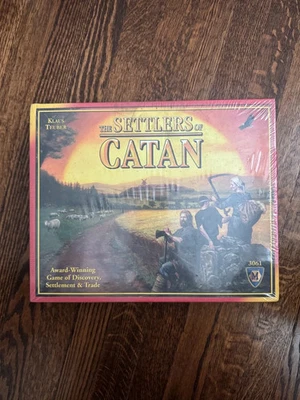 Klaus
Teuber
THE SETTLERS OF
CATAN
Award-Winning
Game of Discovery,
Settlement & Trade
3061
M